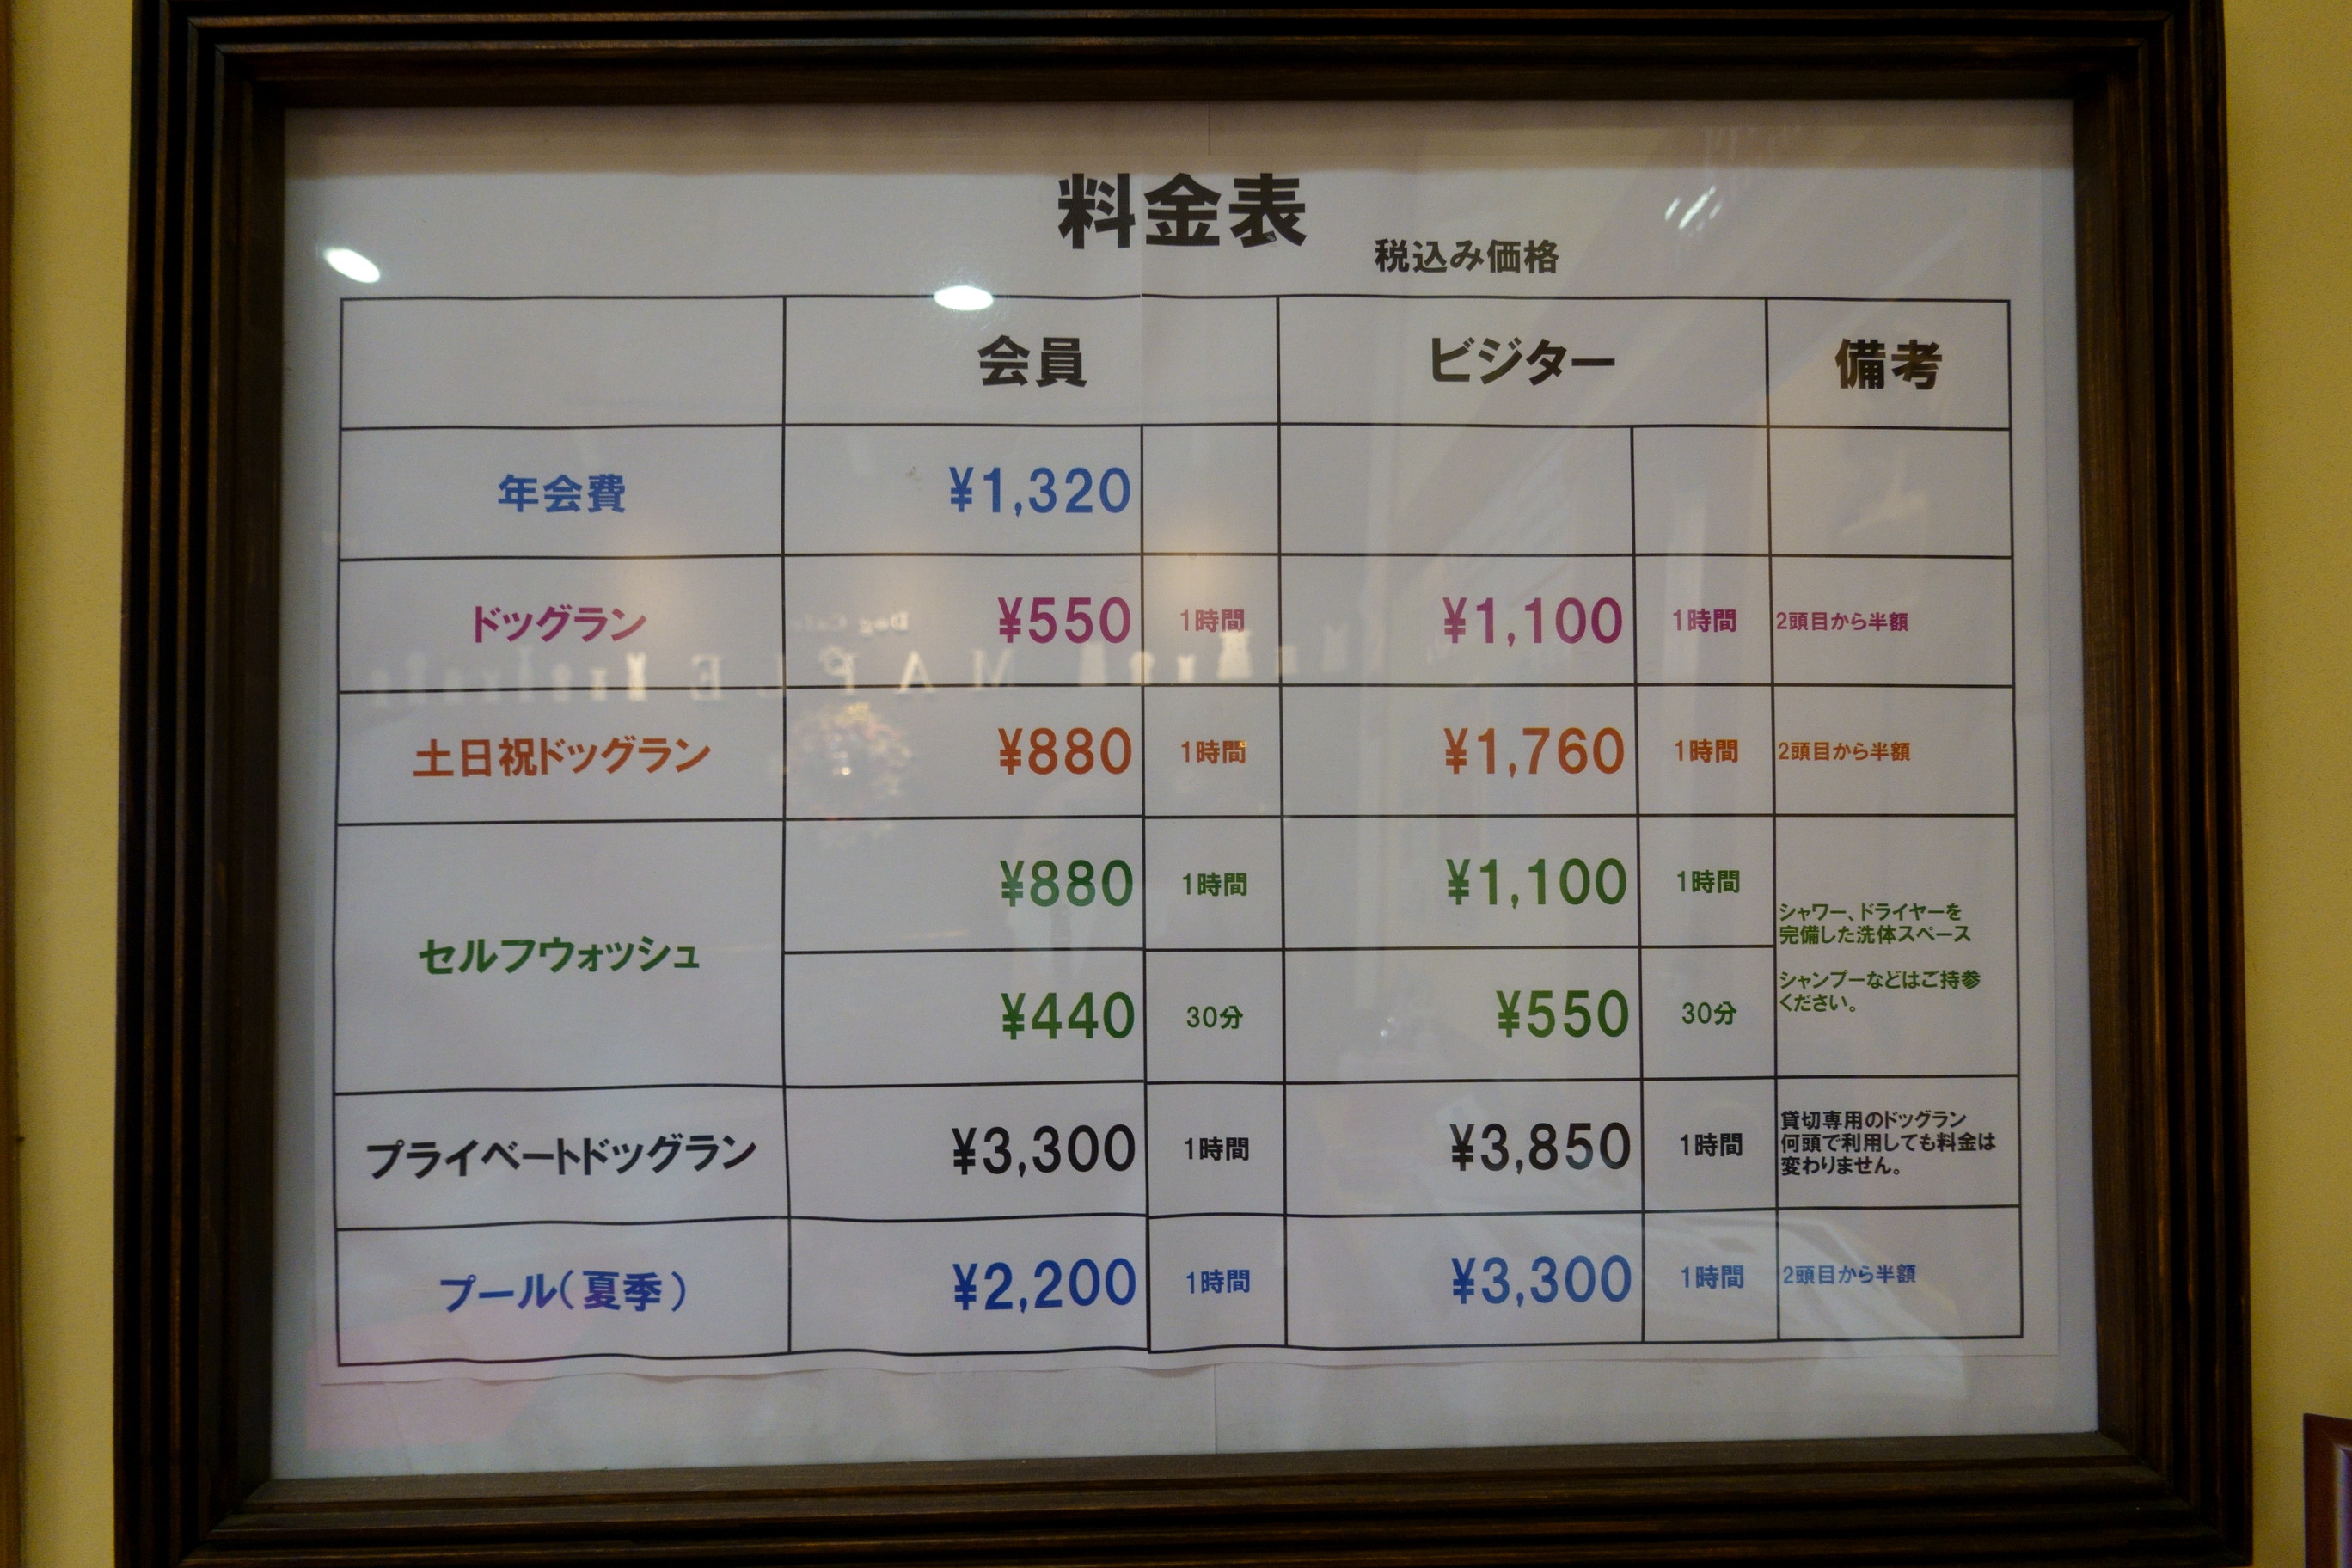 料金表
税込み価格
会員 ビジター 備考
年会費 ¥1,320
ドッグラン ¥550 1時間 ¥1,100 1時間 2頭目から半額
土日祝ドッグラン ¥880 1時間 ¥1,760 1時間 2頭目から半額
セルフウォッシュ
¥880 1時間 ¥1,100 1時間
¥440 30分 ¥550 30分
シャワー、ドライヤーを
完備した洗体スペース
シャンプーなどはご持参
ください。
プライベートドッグラン ¥3,300 1時間 ¥3,850 1時間
貸切専用のドッグラン
何頭で利用しても料金は
変わりません。
プール(夏季) ¥2,200 1時間 ¥3,300 1時間 2頭目から半額
Dog Cafe
MAPLE